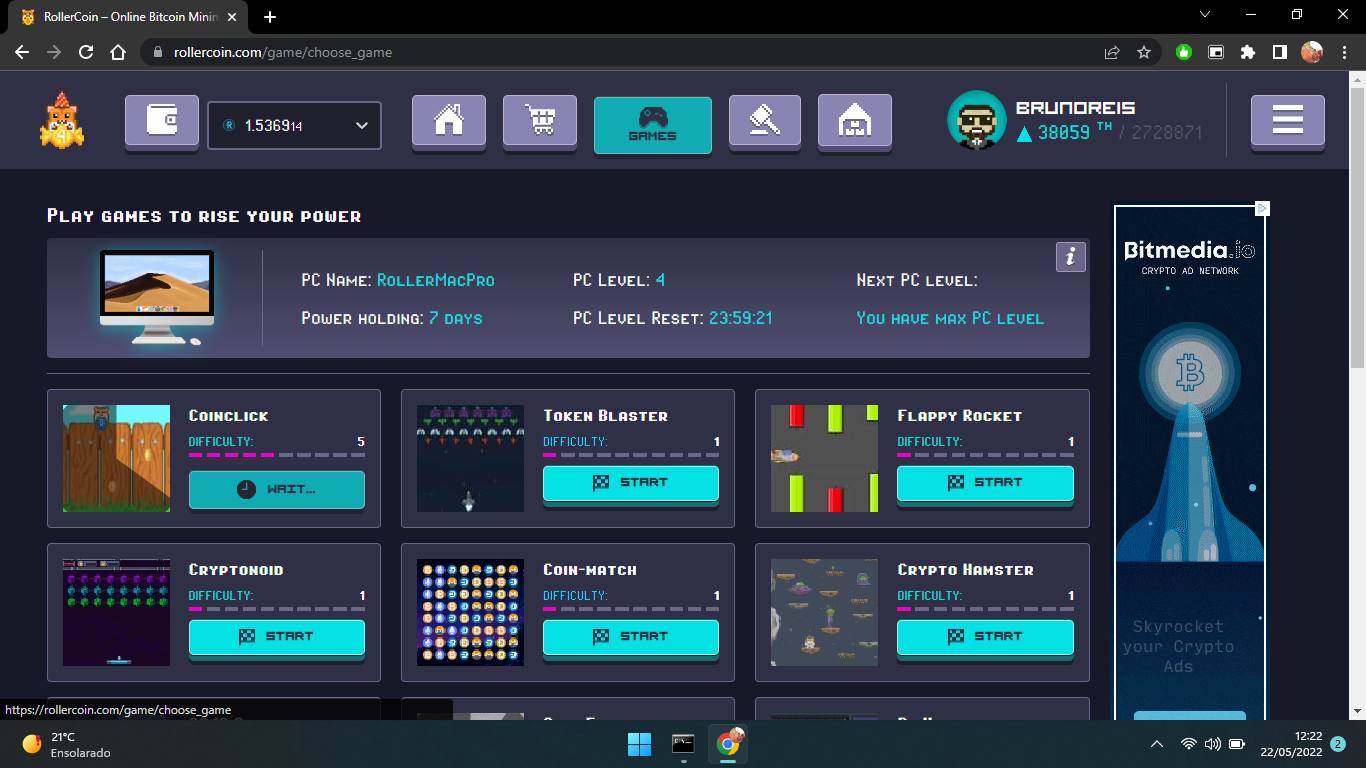 RollerCoin – Online Bitcoin Minin
rollercoin.com/game/choose_game
4
1.536914
GAMES
BRUNOREIS
38059 TH / 2728871
PLAY GAMES TO RISE YOUR POWER
PC NAME: ROLLERMACPRO
PC LEVEL: 4
NEXT PC LEVEL:
POWER HOLDING: 7 DAYS
PC LEVEL RESET: 23:59:21
YOU HAVE MAX PC LEVEL
i
COINCLICK
DIFFICULTY: 5
WAIT...
TOKEN BLASTER
DIFFICULTY: 1
START
FLAPPY ROCKET
DIFFICULTY: 1
START
CRYPTONOID
DIFFICULTY: 1
START
COIN-MATCH
DIFFICULTY: 1
START
CRYPTO HAMSTER
DIFFICULTY: 1
START
Bitmedia.io
CRYPTO AD NETWORK
Skyrocket
your Crypto
Ads
https://rollercoin.com/game/choose_game
21°C
Ensolarado
12:22
22/05/2022
2